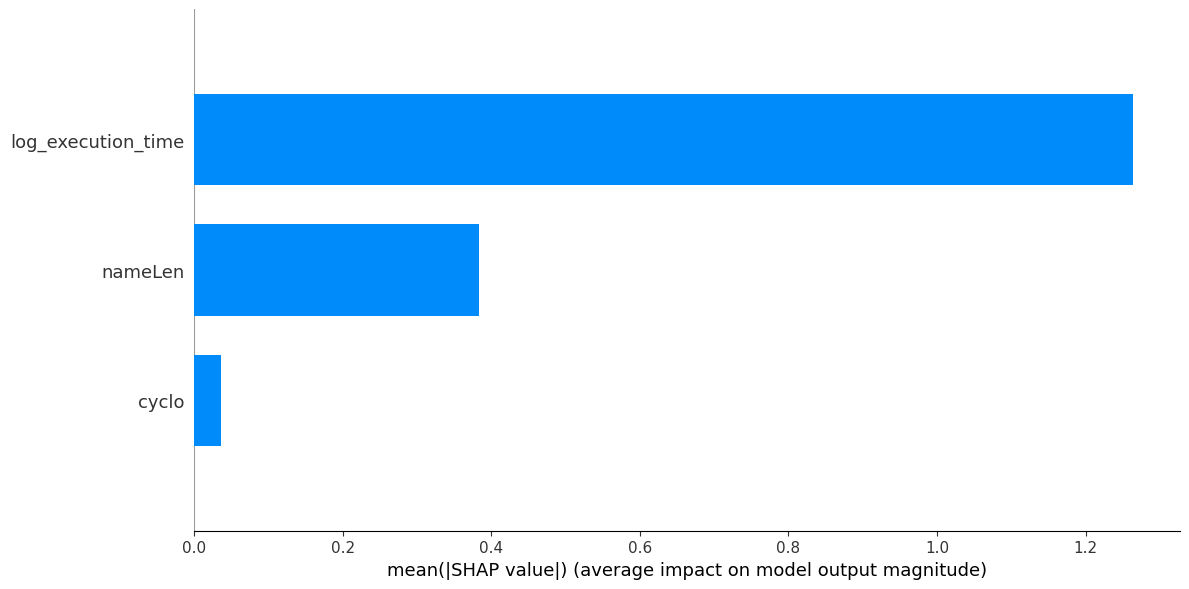 log_execution_time
nameLen
cyclo
0.0 0.2 0.4 0.6 0.8 1.0 1.2
mean(|SHAP value|) (average impact on model output magnitude)